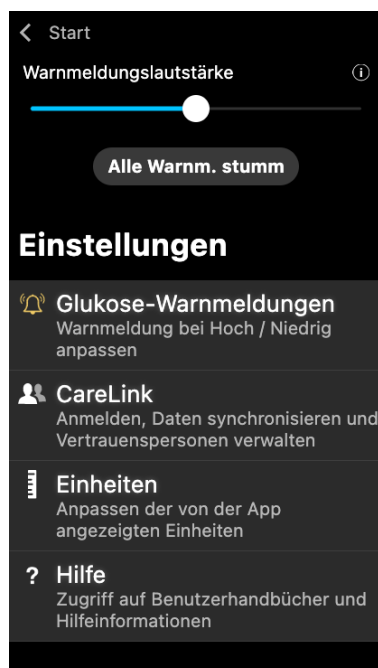 Start
Warnmeldungslautstärke
Alle Warnm. stumm
Einstellungen
Glukose-Warnmeldungen
Warnmeldung bei Hoch / Niedrig
anpassen
CareLink
Anmelden, Daten synchronisieren und
Vertrauenspersonen verwalten
Einheiten
Anpassen der von der App
angezeigten Einheiten
? Hilfe
Zugriff auf Benutzerhandbücher und
Hilfeinformationen